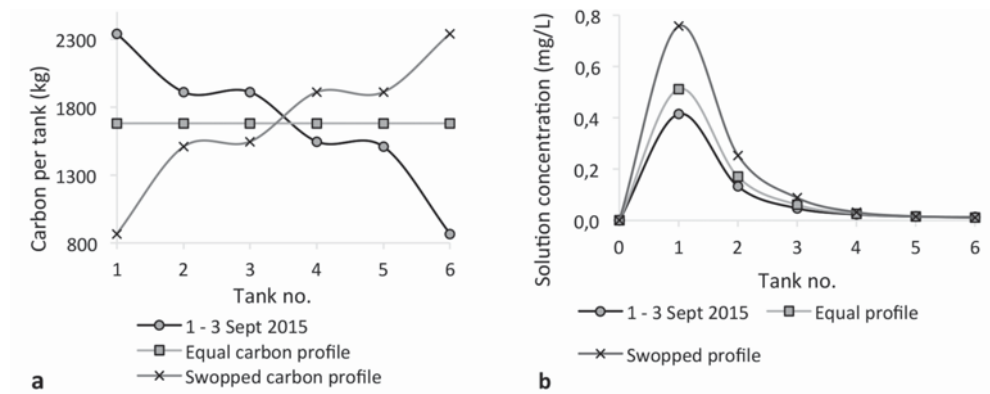 Carbon per tank (kg)
2300
1800
1300
800
1 2 3 4 5 6
Tank no.
1 - 3 Sept 2015
Equal carbon profile
Swopped carbon profile
a
Solution concentration (mg/L)
0,8
0,6
0,4
0,2
0,0
0 1 2 3 4 5 6
Tank no.
1 - 3 Sept 2015 Equal profile
Swopped profile
b